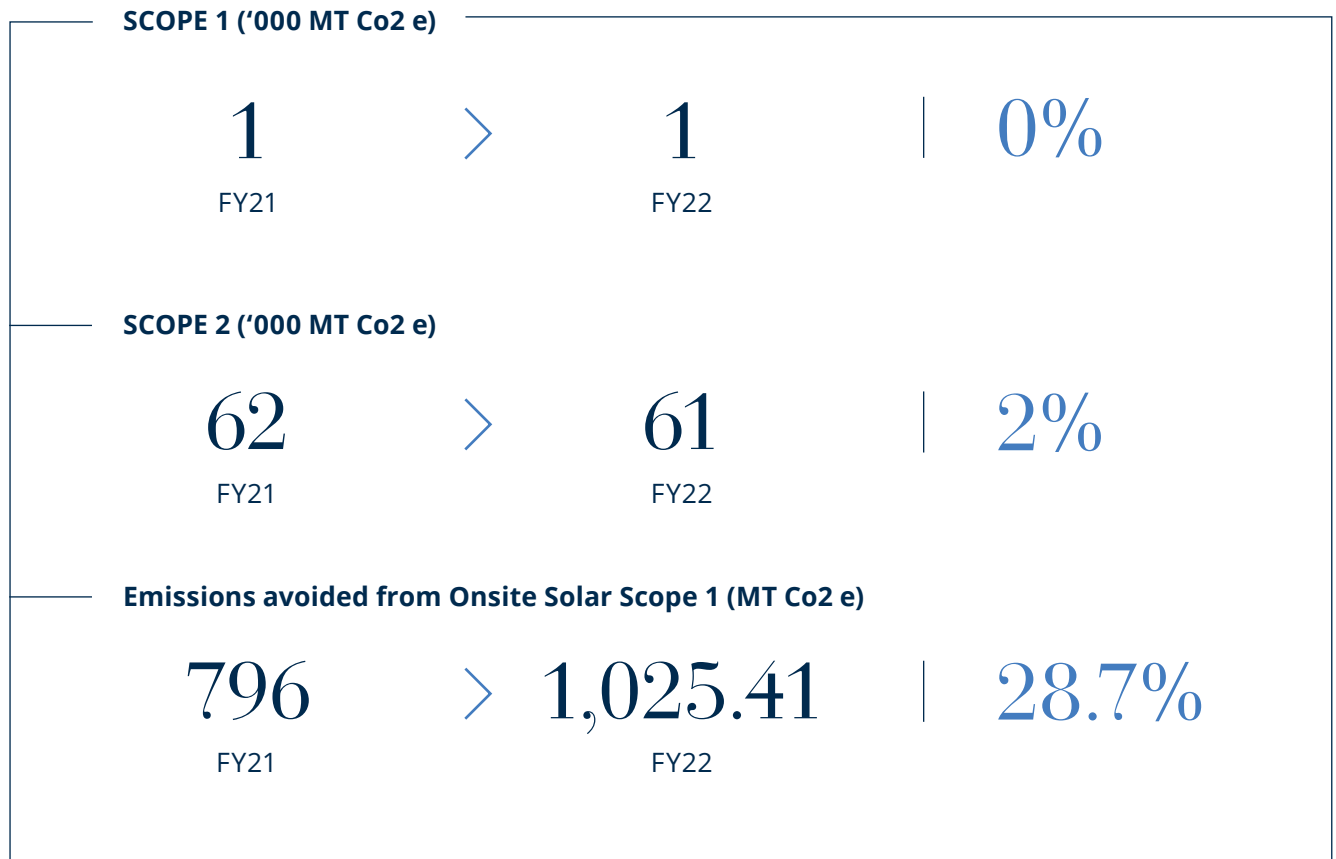 SCOPE 1 (‘000 MT Co2 e)
1 > 1 | 0%
FY21 FY22
SCOPE 2 (‘000 MT Co2 e)
62 > 61 | 2%
FY21 FY22
Emissions avoided from Onsite Solar Scope 1 (MT Co2 e)
796 > 1,025.41 | 28.7%
FY21 FY22